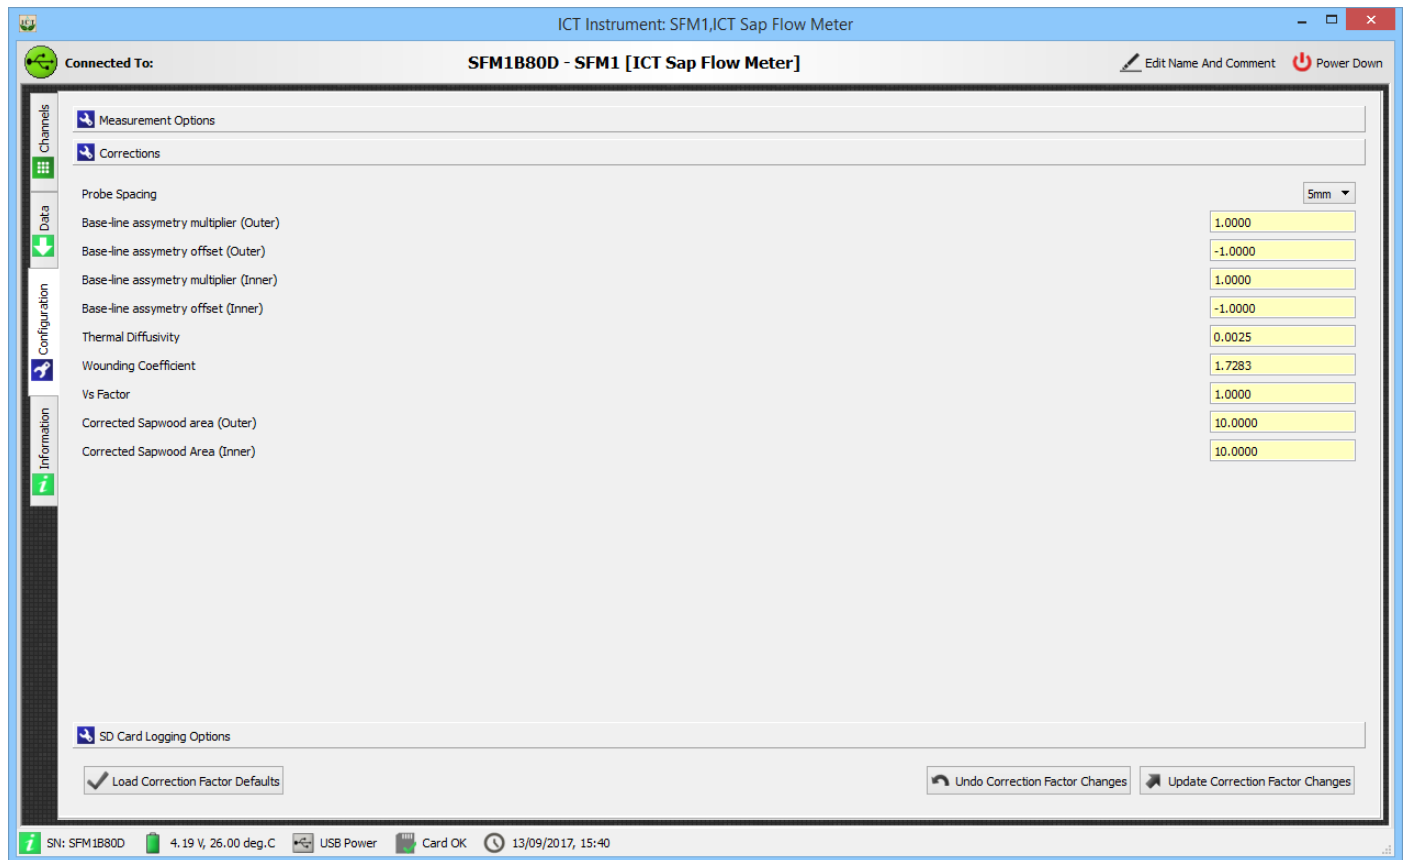 ICT Instrument: SFM1,ICT Sap Flow Meter
Connected To: SFM1B80D - SFM1 [ICT Sap Flow Meter] Edit Name And Comment Power Down
Channels
Data
Configuration
Information
Measurement Options
Corrections
Probe Spacing 5mm
Base-line assymetry multiplier (Outer) 1.0000
Base-line assymetry offset (Outer) -1.0000
Base-line assymetry multiplier (Inner) 1.0000
Base-line assymetry offset (Inner) -1.0000
Thermal Diffusivity 0.0025
Wounding Coefficient 1.7283
Vs Factor 1.0000
Corrected Sapwood area (Outer) 10.0000
Corrected Sapwood Area (Inner) 10.0000
SD Card Logging Options
Load Correction Factor Defaults Undo Correction Factor Changes Update Correction Factor Changes
SN: SFM1B80D 4.19 V, 26.00 deg.C USB Power Card OK 13/09/2017, 15:40